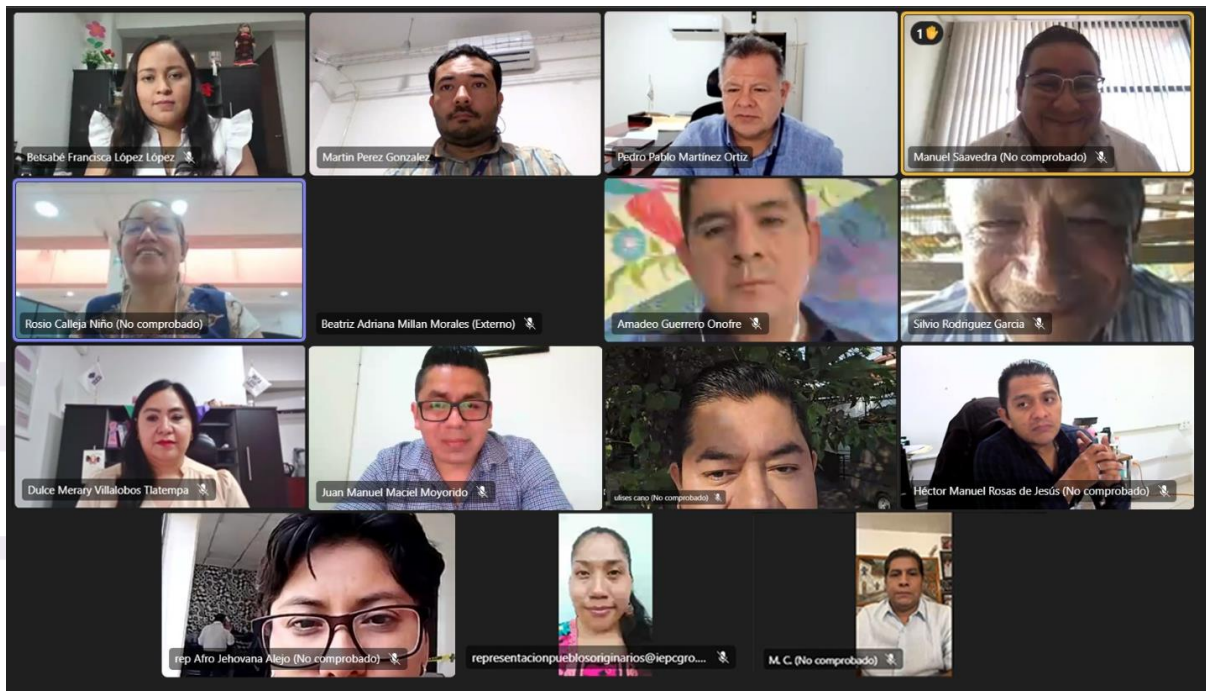 Betsabé Francisca López López
Martin Perez Gonzalez
Pedro Pablo Martínez Ortiz
1
Manuel Saavedra (No comprobado)
Rosio Calleja Niño (No comprobado)
Beatriz Adriana Millan Morales (Externo)
Amadeo Guerrero Onofre
Silvio Rodriguez Garcia
Dulce Merary Villalobos Tlatempa
Juan Manuel Maciel Moyorido
ulises cano (No comprobado)
Héctor Manuel Rosas de Jesús (No comprobado)
rep Afro Jehovana Alejo (No comprobado)
representacionpueblosoriginarios@iepcgro....
M. C. (No comprobado)